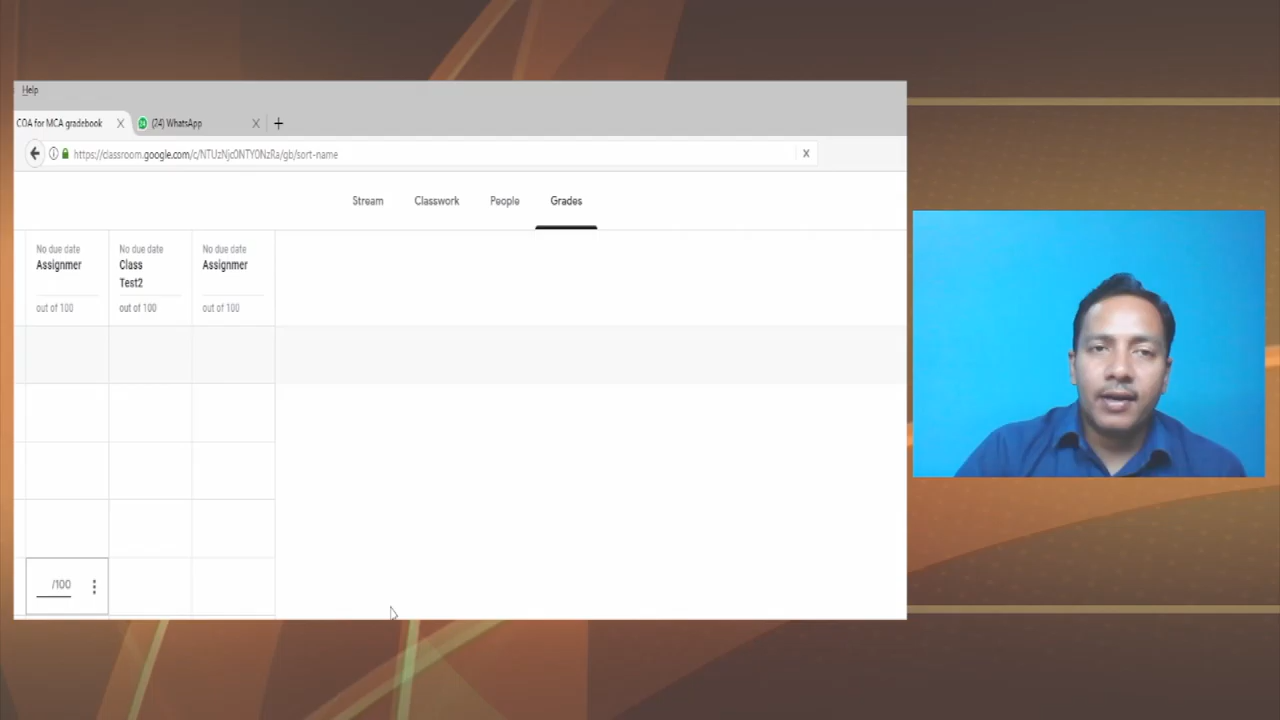 Help
COA for MCA gradebook
(24) WhatsApp
https://classroom.google.com/c/NTUzNjc0NTY0NzRa/gb/sort-name
Stream Classwork People Grades
No due date No due date No due date
Assignmer Class Assignmer
Test2
out of 100 out of 100 out of 100
/100